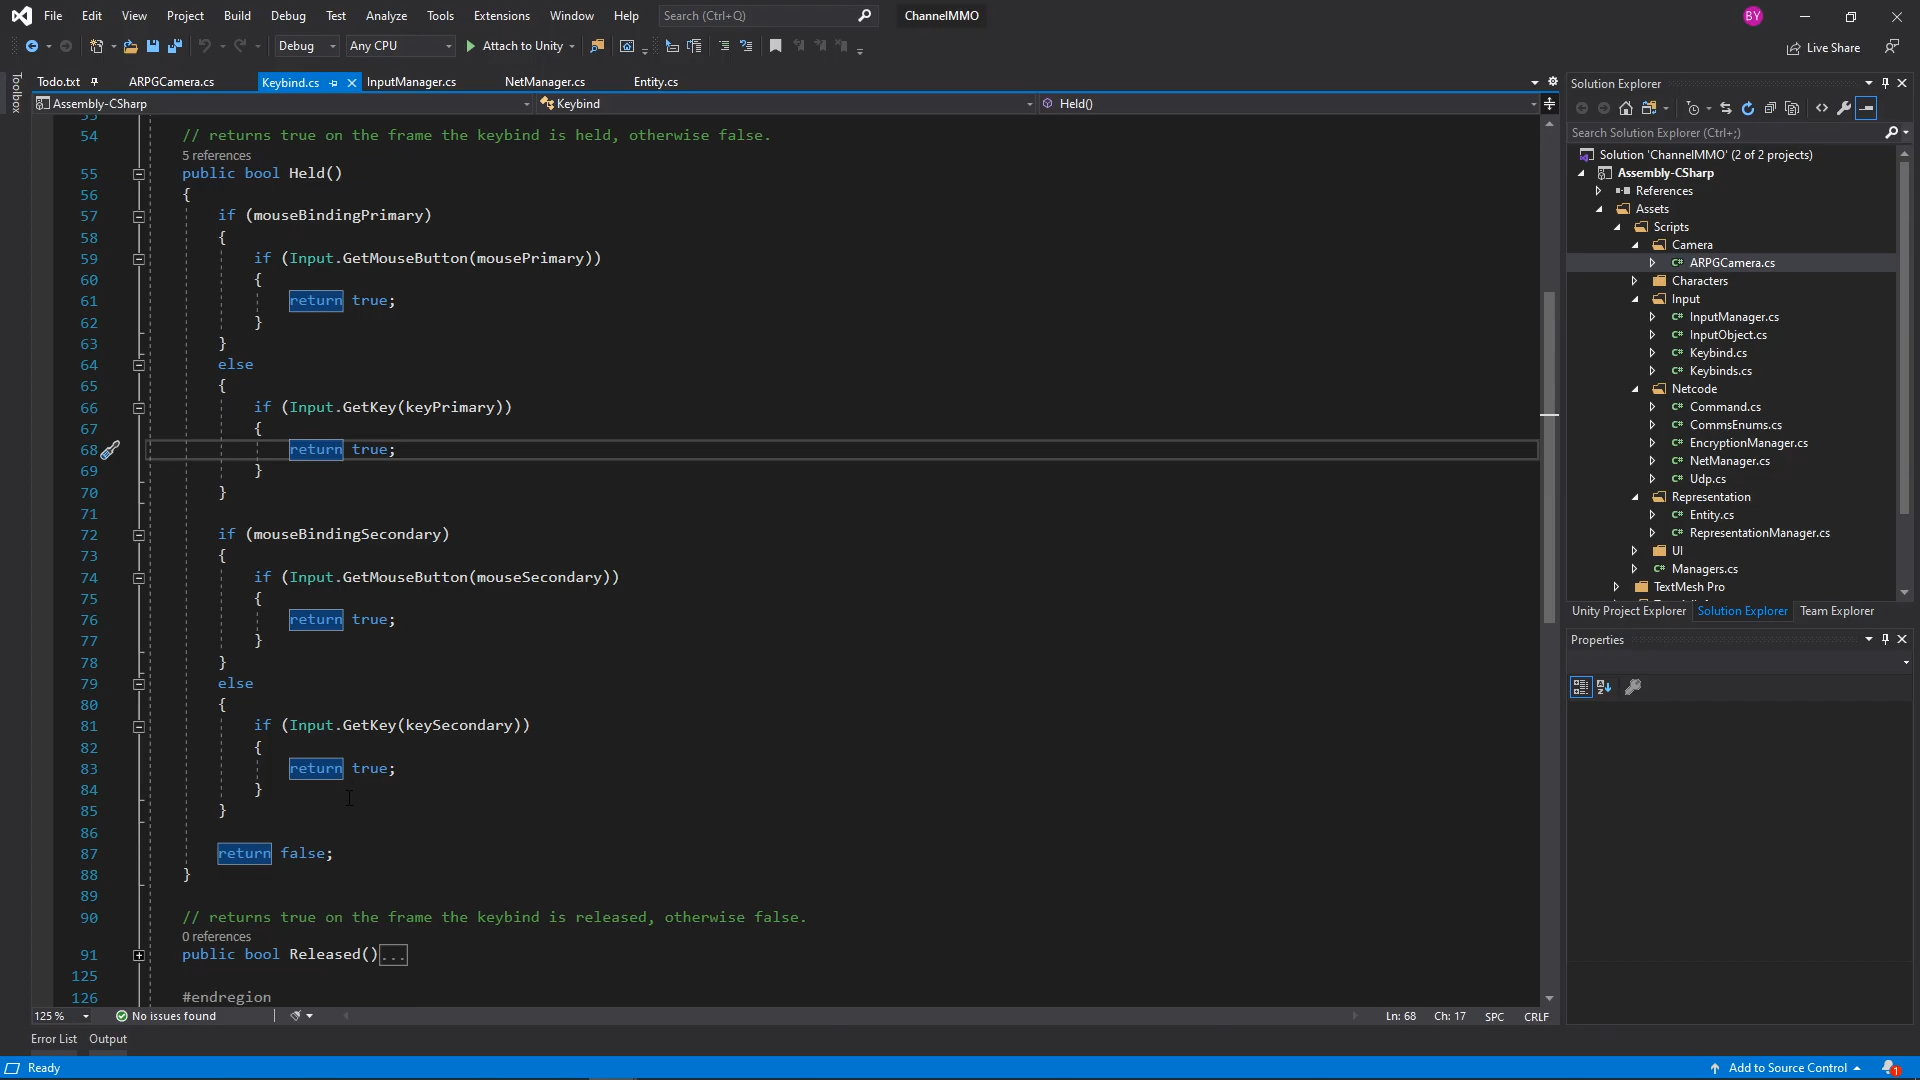 File Edit View Project Build Debug Test Analyze Tools Extensions Window Help Search (Ctrl+Q) ChannelMMO BY
Debug Any CPU Attach to Unity Live Share
Toolbox
Todo.txt ARPGCamera.cs Keybind.cs InputManager.cs NetManager.cs Entity.cs
Assembly-CSharp Keybind Held()
54 // returns true on the frame the keybind is held, otherwise false.
5 references
55 public bool Held()
56 {
57 if (mouseBindingPrimary)
58 {
59 if (Input.GetMouseButton(mousePrimary))
60 {
61 return true;
62 }
63 }
64 else
65 {
66 if (Input.GetKey(keyPrimary))
67 {
68 return true;
69 }
70 }
71
72 if (mouseBindingSecondary)
73 {
74 if (Input.GetMouseButton(mouseSecondary))
75 {
76 return true;
77 }
78 }
79 else
80 {
81 if (Input.GetKey(keySecondary))
82 {
83 return true;
84 }
85 }
86
87 return false;
88 }
89
90 // returns true on the frame the keybind is released, otherwise false.
0 references
91 public bool Released()...
125
126 #endregion
125 % No issues found Ln: 68 Ch: 17 SPC CRLF
Error List Output
Ready Add to Source Control 1
Solution Explorer
Search Solution Explorer (Ctrl+;)
Solution 'ChannelMMO' (2 of 2 projects)
Assembly-CSharp
References
Assets
Scripts
Camera
C# ARPGCamera.cs
Characters
Input
C# InputManager.cs
C# InputObject.cs
C# Keybind.cs
C# Keybinds.cs
Netcode
C# Command.cs
C# CommsEnums.cs
C# EncryptionManager.cs
C# NetManager.cs
C# Udp.cs
Representation
C# Entity.cs
C# RepresentationManager.cs
UI
C# Managers.cs
TextMesh Pro
Unity Project Explorer Solution Explorer Team Explorer
Properties